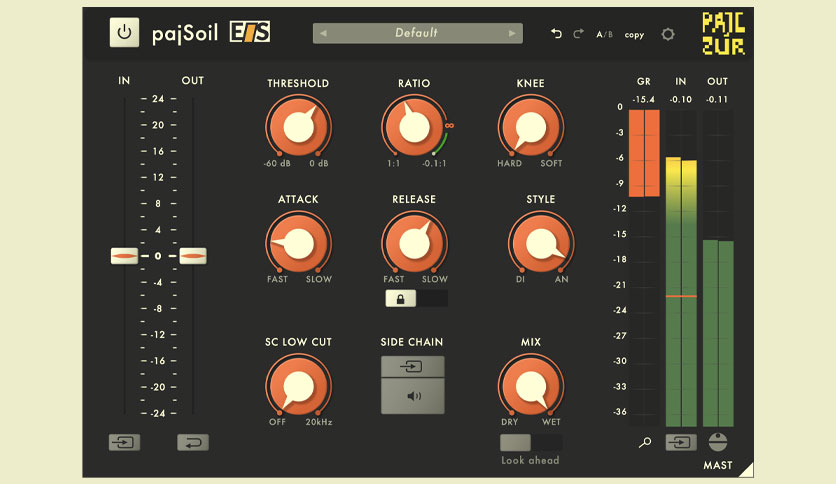 pajSoil E/S
Default
A/B copy
PAJC
ZUR
IN OUT
24
20
16
12
8
4
0
-4
-8
-12
-16
-20
-24
THRESHOLD RATIO KNEE
∞
-60 dB 0 dB 1:1 -0.1:1 HARD SOFT
ATTACK RELEASE STYLE
FAST SLOW FAST SLOW DI AN
SC LOW CUT SIDE CHAIN MIX
OFF 20kHz DRY WET
Look ahead
GR IN OUT
-15.4 -0.10 -0.11
0
-3
-6
-9
-12
-15
-18
-21
-24
-27
-30
-33
-36
MAST